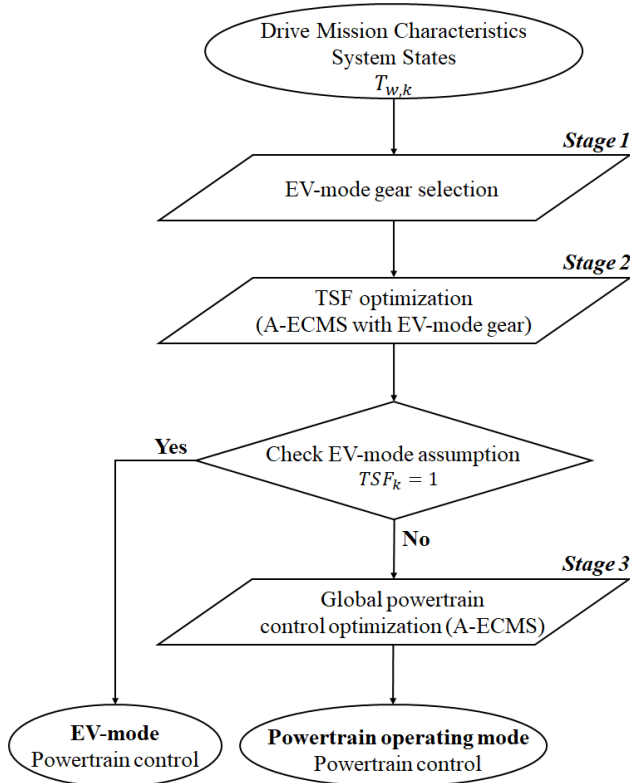 Drive Mission Characteristics
System States
T_{w,k}
Stage 1
EV-mode gear selection
Stage 2
TSF optimization
(A-ECMS with EV-mode gear)
Yes
Check EV-mode assumption
TSF_k = 1
No
Stage 3
Global powertrain
control optimization (A-ECMS)
EV-mode
Powertrain control
Powertrain operating mode
Powertrain control